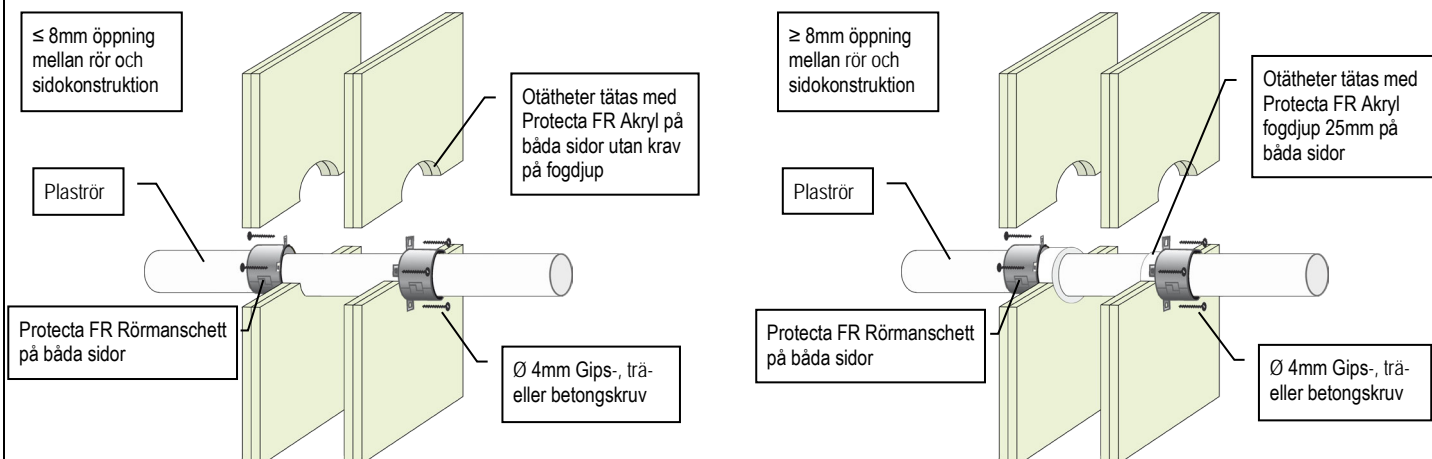 ≤ 8mm öppning
mellan rör och
sidokonstruktion
Otätheter tätas med
Protecta FR Akryl på
båda sidor utan krav
på fogdjup
Plaströr
Protecta FR Rörmanschett
på båda sidor
Ø 4mm Gips-, trä-
eller betongskruv
≥ 8mm öppning
mellan rör och
sidokonstruktion
Otätheter tätas med
Protecta FR Akryl
fogdjup 25mm på
båda sidor
Plaströr
Protecta FR Rörmanschett
på båda sidor
Ø 4mm Gips-, trä-
eller betongskruv